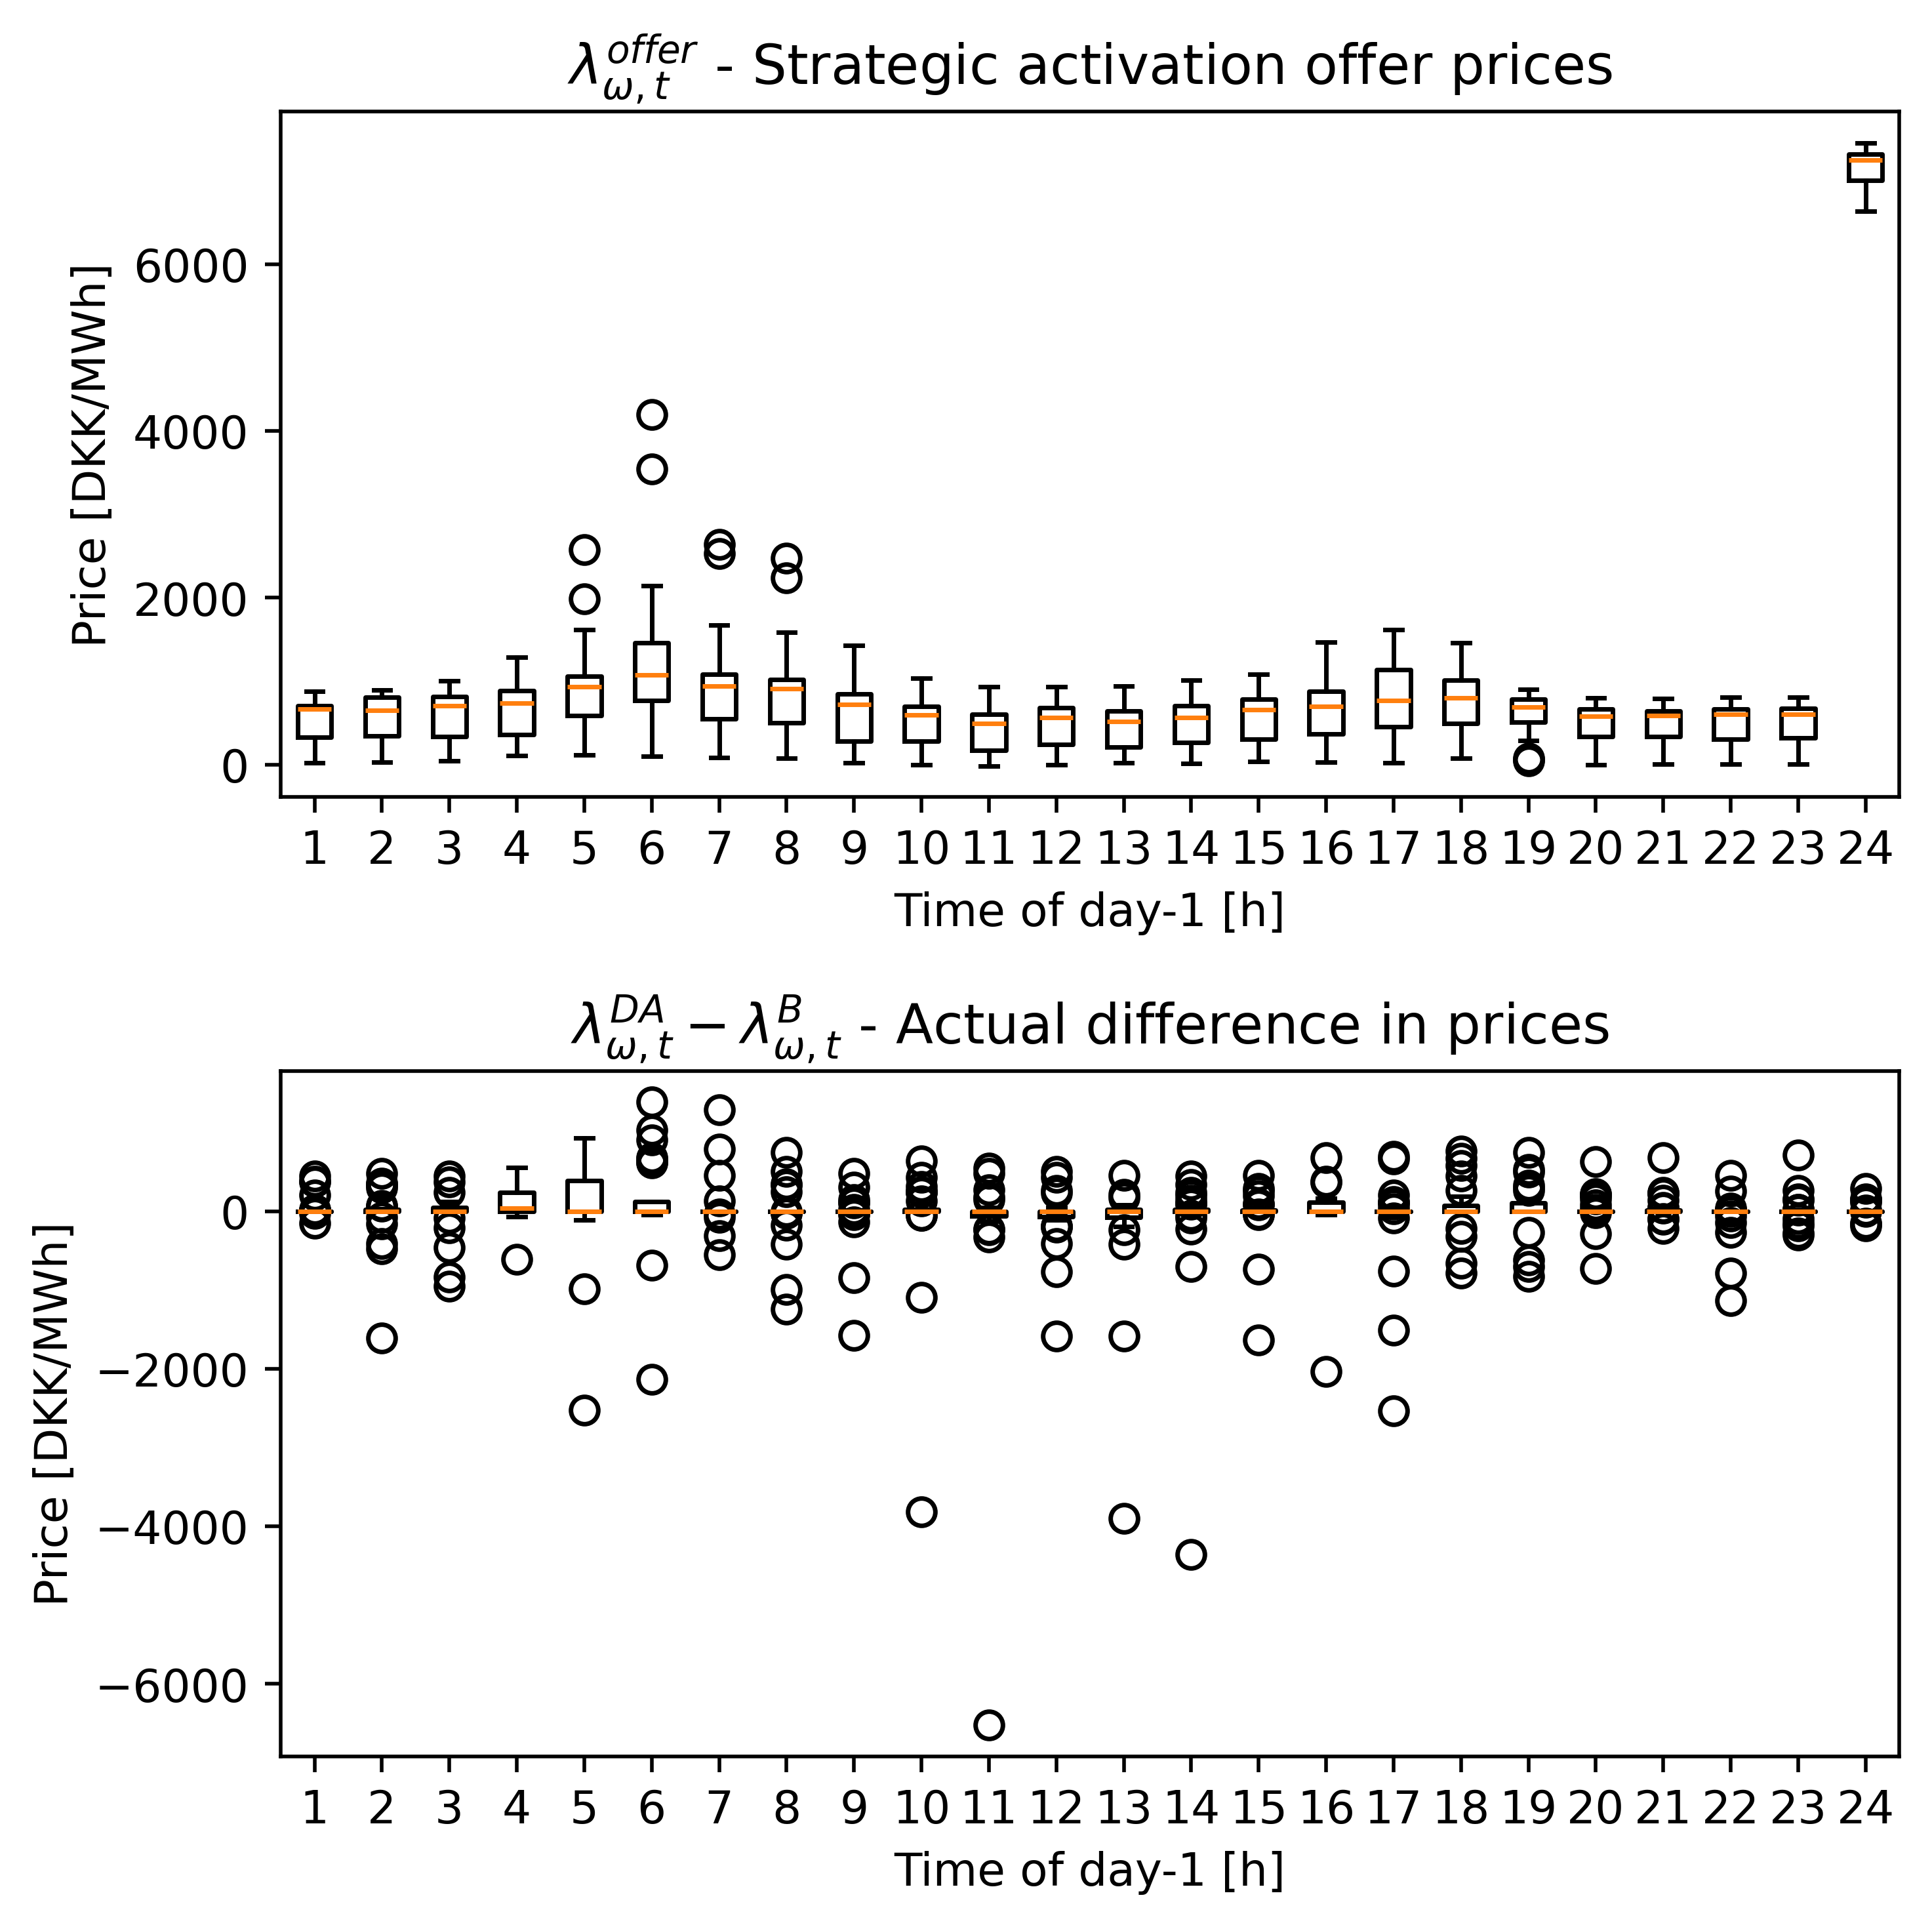 λ^{offer}_{ω, t} - Strategic activation offer prices
Price [DKK/MWh]
6000
4000
2000
0
1 2 3 4 5 6 7 8 9 10 11 12 13 14 15 16 17 18 19 20 21 22 23 24
Time of day-1 [h]
λ^{DA}_{ω, t} − λ^{B}_{ω, t} - Actual difference in prices
Price [DKK/MWh]
0
−2000
−4000
−6000
1 2 3 4 5 6 7 8 9 10 11 12 13 14 15 16 17 18 19 20 21 22 23 24
Time of day-1 [h]